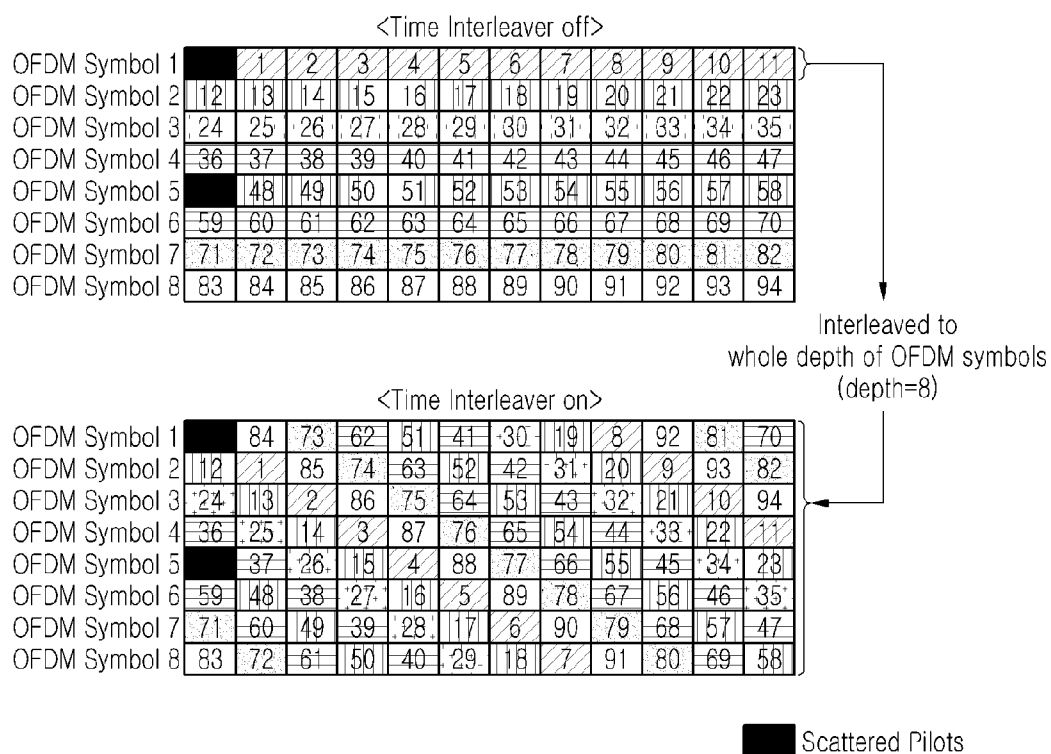 <Time Interleaver off>
OFDM Symbol 1 1 2 3 4 5 6 7 8 9 10 11
OFDM Symbol 2 12 13 14 15 16 17 18 19 20 21 22 23
OFDM Symbol 3 24 25 26 27 28 29 30 31 32 33 34 35
OFDM Symbol 4 36 37 38 39 40 41 42 43 44 45 46 47
OFDM Symbol 5 48 49 50 51 52 53 54 55 56 57 58
OFDM Symbol 6 59 60 61 62 63 64 65 66 67 68 69 70
OFDM Symbol 7 71 72 73 74 75 76 77 78 79 80 81 82
OFDM Symbol 8 83 84 85 86 87 88 89 90 91 92 93 94
Interleaved to
whole depth of OFDM symbols
(depth=8)
<Time Interleaver on>
OFDM Symbol 1 84 73 62 51 41 30 19 8 92 81 70
OFDM Symbol 2 12 1 85 74 63 52 42 31 20 9 93 82
OFDM Symbol 3 24 13 2 86 75 64 53 43 32 21 10 94
OFDM Symbol 4 36 25 14 3 87 76 65 54 44 33 22 11
OFDM Symbol 5 37 26 15 4 88 77 66 55 45 34 23
OFDM Symbol 6 59 48 38 27 16 5 89 78 67 56 46 35
OFDM Symbol 7 71 60 49 39 28 17 6 90 79 68 57 47
OFDM Symbol 8 83 72 61 50 40 29 18 7 91 80 69 58
Scattered Pilots